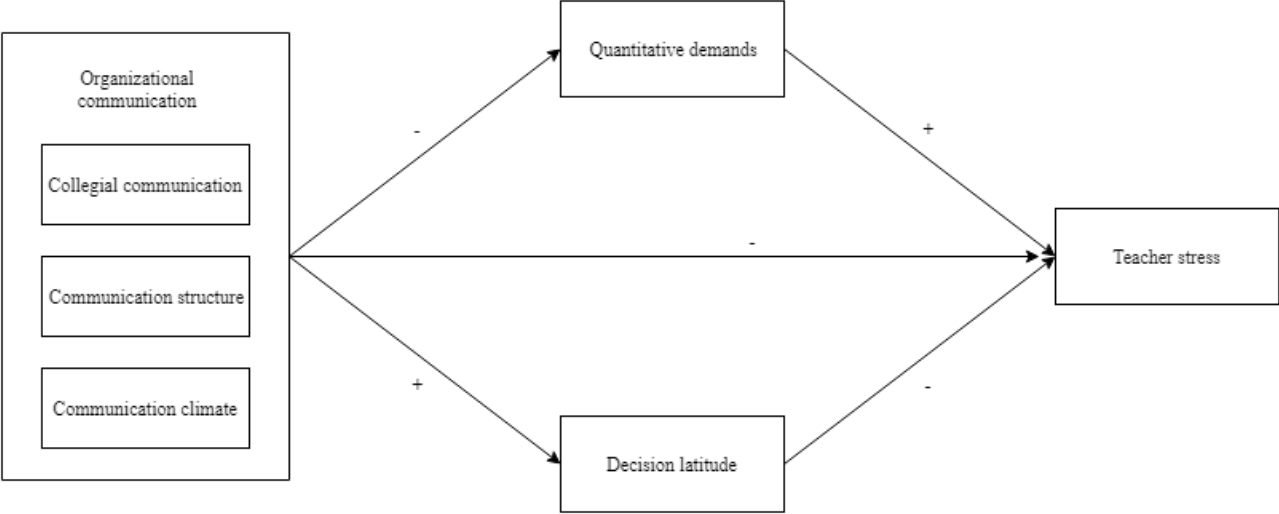 Organizational
communication
Collegial communication
Communication structure
Communication climate
-
+
Quantitative demands
-
Decision latitude
+
-
Teacher stress